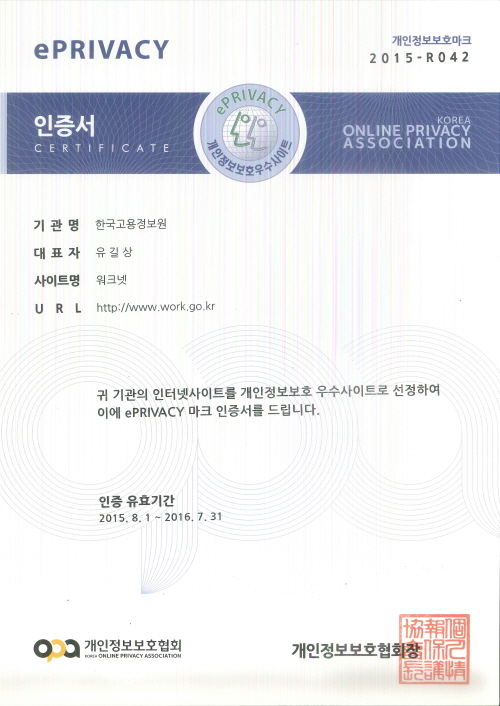 ePRIVACY
개인정보보호마크
2015-R042
인증서
CERTIFICATE
ePRIVACY
개인정보보호우수사이트
KOREA
ONLINE PRIVACY
ASSOCIATION
기 관 명 한국고용정보원
대 표 자 유 길 상
사이트명 워크넷
U R L http://www.work.go.kr
귀 기관의 인터넷사이트를 개인정보보호 우수사이트로 선정하여
이에 ePRIVACY 마크 인증서를 드립니다.
인증 유효기간
2015. 8. 1 ~ 2016. 7. 31
opa 개인정보보호협회
KOREA ONLINE PRIVACY ASSOCIATION
개인정보보호협회장